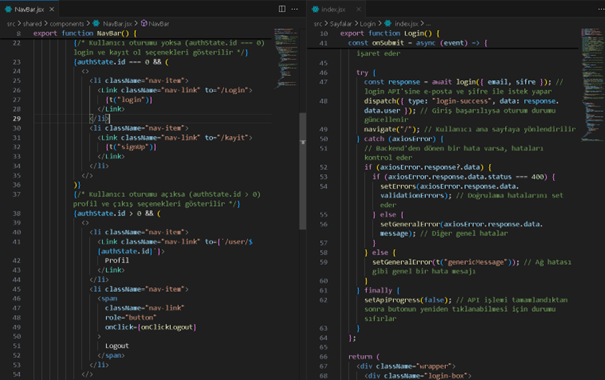 NavBar.jsx
src > shared > components > NavBar.jsx > NavBar
8 export function NavBar() {
22 {/* Kullanıcı oturumu yoksa (authState.id === 0)
login ve kayıt ol seçenekleri gösterilir */}
23 {authState.id === 0 && (
24 <>
25 <li className="nav-item">
26 <Link className="nav-link" to="/Login">
27 {t("login")}
28 </Link>
29 </li>
30 <li className="nav-item">
31 <Link className="nav-link" to="/kayit">
32 {t("signUp")}
33 </Link>
34 </li>
35 </>
36 )}
37 {/* Kullanıcı oturumu açıksa (authState.id > 0)
profil ve çıkış seçenekleri gösterilir */}
38 {authState.id > 0 && (
39 <>
40 <li className="nav-item">
41 <Link className="nav-link" to={`/user/$
{authState.id}`}>
42 Profil
43 </Link>
44 </li>
45 <li className="nav-item">
46 <span
47 className="nav-link"
48 role="button"
49 onClick={onClickLogout}
50 >
51 Logout
52 </span>
53 </li>
54 </>
index.jsx
src > Sayfalar > Login > index.jsx > ...
10 export function Login() {
41 const onSubmit = async (event) => {
işaret eder
45
46 try {
47 const response = await login({ email, sifre }); //
login API'sine e-posta ve şifre ile istek yapar
48 dispatch({ type: "login-success", data: response.
data.user }); // Giriş başarılıysa oturum durumu
güncellenir
49 navigate("/"); // Kullanıcı ana sayfaya yönlendirilir
50 } catch (axiosError) {
51 // Backend'den dönen bir hata varsa, hataları
kontrol eder
52 if (axiosError.response?.data) {
53 if (axiosError.response.data.status === 400) {
54 setErrors(axiosError.response.data.
validationErrors); // Doğrulama hatalarını set
eder
55 } else {
56 setGeneralError(axiosError.response.data.
message); // Diğer genel hatalar
57 }
58 } else {
59 setGeneralError(t("genericMessage")); // Ağ hatası
gibi genel bir hata mesajı
60 }
61 } finally {
62 setApiProgress(false); // API işlemi tamamlandıktan
sonra butonun yeniden tıklanabilmesi için durumu
sıfırlar
63 }
64 };
65
66 return (
67 <div className="wrapper">
68 <div className="login-box">